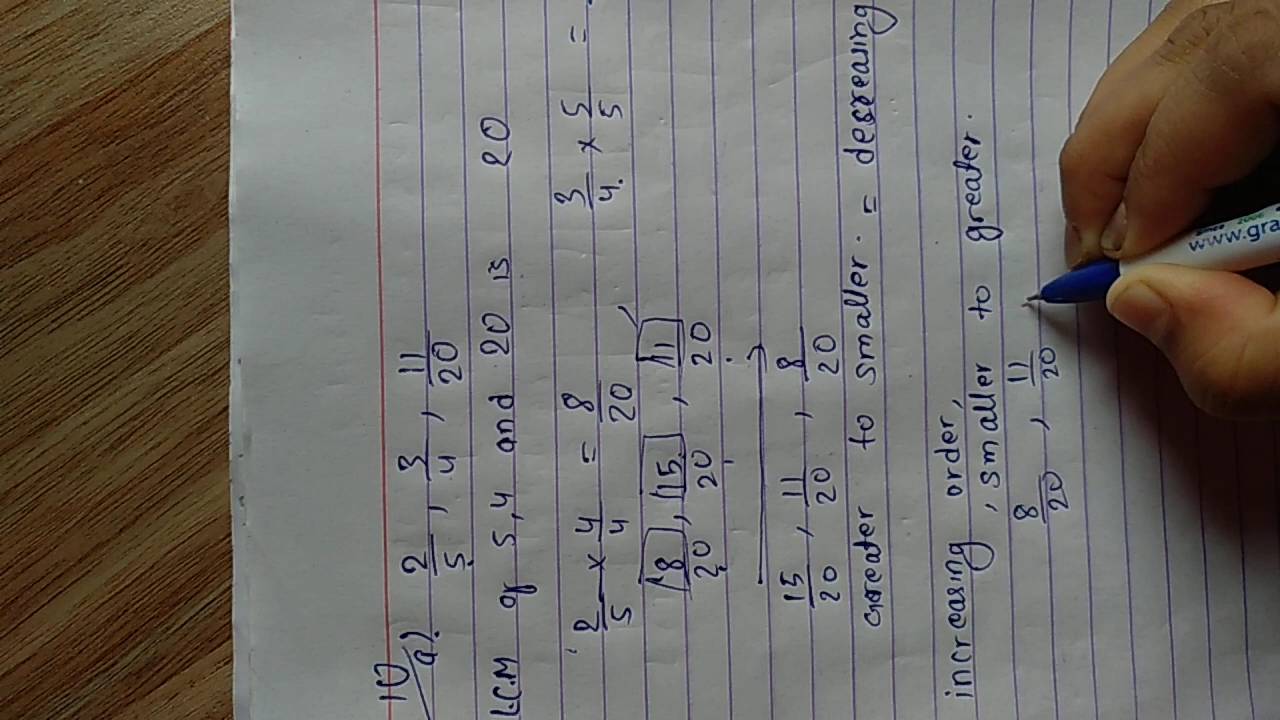 10
a). 2/5, 3/4, 11/20
L.C.M of 5, 4 and 20 is 20
2/5 × 4/4 = 8/20 3/4 × 5/5 =
8/20, 15/20, 11/20
15/20, 11/20, 8/20
Greater to smaller. = decreasing
increasing order,
, smaller to greater.
8/20, 11/20
www.gra